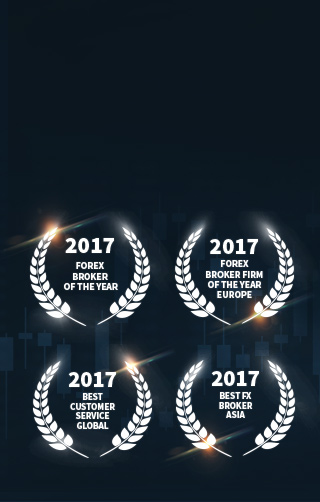 2017
FOREX
BROKER
OF THE YEAR
2017
FOREX
BROKER FIRM
OF THE YEAR
EUROPE
2017
BEST
CUSTOMER
SERVICE
GLOBAL
2017
BEST FX
BROKER
ASIA